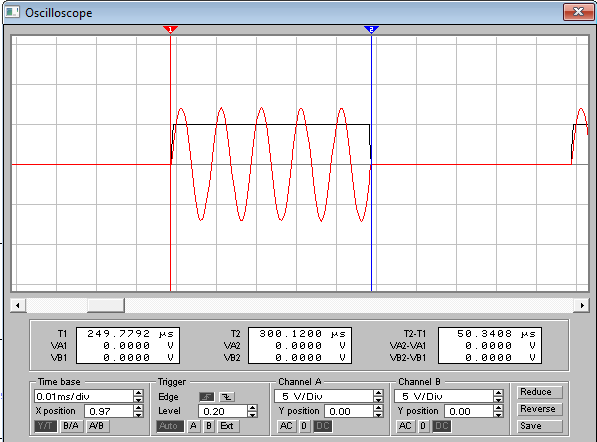 Oscilloscope
1 2
T1 249.7792 µs T2 300.1200 µs T2-T1 50.3408 µs
VA1 0.0000 V VA2 0.0000 V VA2-VA1 0.0000 V
VB1 0.0000 V VB2 0.0000 V VB2-VB1 0.0000 V
Time base Trigger Channel A Channel B
0.01ms/div Edge 5 V/Div 5 V/Div Reduce
X position 0.97 Level 0.20 Y position 0.00 Y position 0.00 Reverse
Y/T B/A A/B Auto A B Ext AC 0 DC AC 0 DC Save